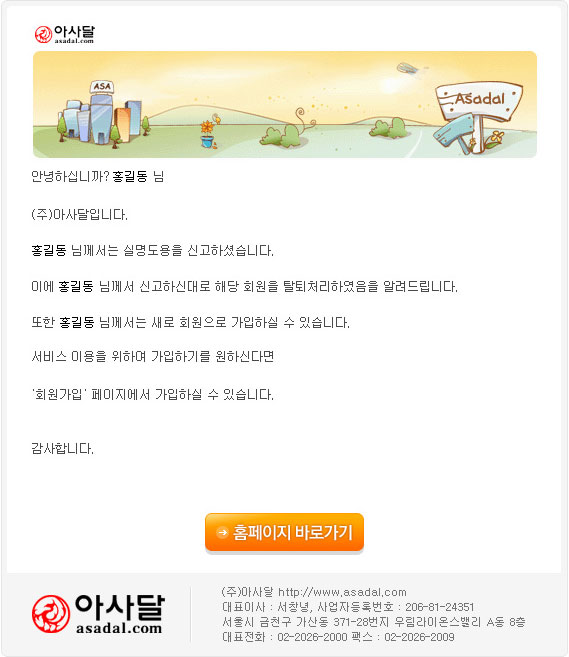 아사달
asadal.com
ASA
Asadal
안녕하십니까? 홍길동 님
(주)아사달입니다.
홍길동 님께서는 실명도용을 신고하셨습니다.
이에 홍길동 님께서 신고하신대로 해당 회원을 탈퇴처리하였음을 알려드립니다.
또한 홍길동 님께서는 새로 회원으로 가입하실 수 있습니다.
서비스 이용을 위하여 가입하기를 원하신다면
'회원가입' 페이지에서 가입하실 수 있습니다.
감사합니다.
홈페이지 바로가기
아사달
asadal.com
(주)아사달 http://www.asadal.com
대표이사 : 서창녕, 사업자등록번호 : 206-81-24351
서울시 금천구 가산동 371-28번지 우림라이온스밸리 A동 8층
대표전화 : 02-2026-2000 팩스 : 02-2026-2009